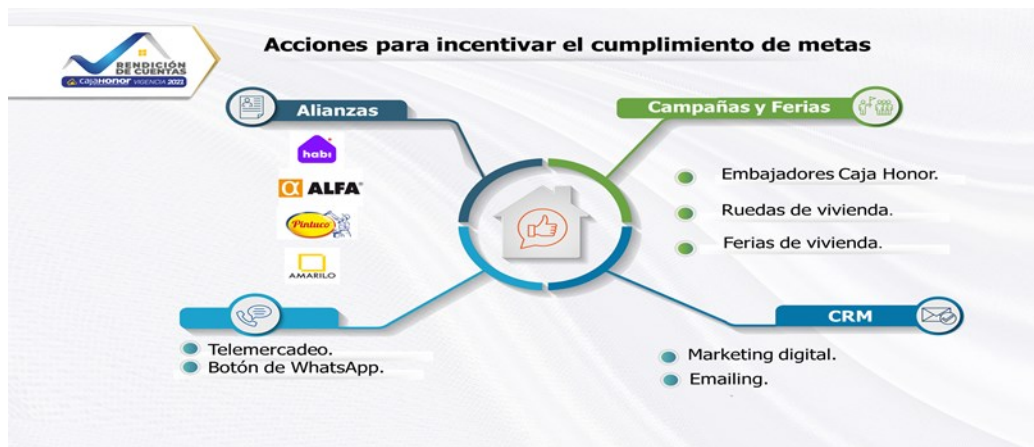 RENDICIÓN
DE CUENTAS
CAJAHONOR VIGENCIA 2022
Acciones para incentivar el cumplimiento de metas
Alianzas
habi
α ALFA
Pintuco
AMARILO
Campañas y Ferias
Embajadores Caja Honor.
Ruedas de vivienda.
Ferias de vivienda.
Telemercadeo.
Botón de WhatsApp.
CRM
Marketing digital.
Emailing.